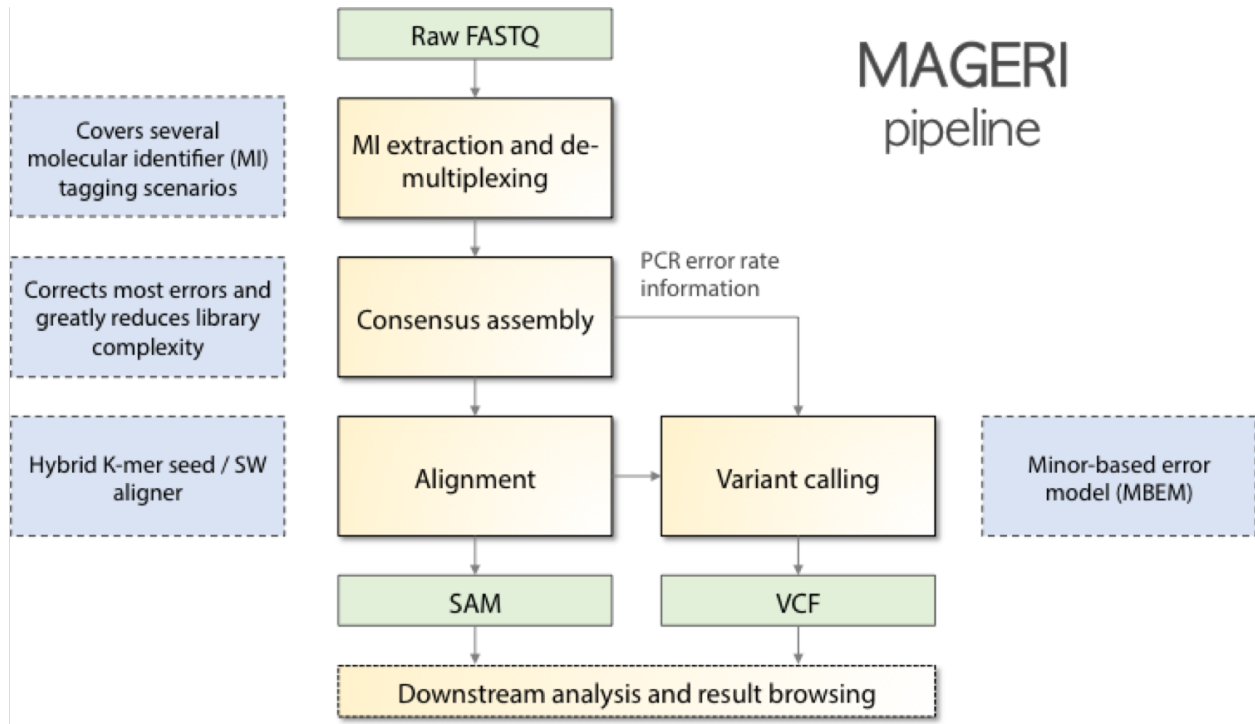 Raw FASTQ
MAGERI
pipeline
Covers several
molecular identifier (MI)
tagging scenarios
MI extraction and de-
multiplexing
PCR error rate
information
Corrects most errors and
greatly reduces library
complexity
Consensus assembly
Hybrid K-mer seed / SW
aligner
Alignment
Variant calling
Minor-based error
model (MBEM)
SAM
VCF
Downstream analysis and result browsing